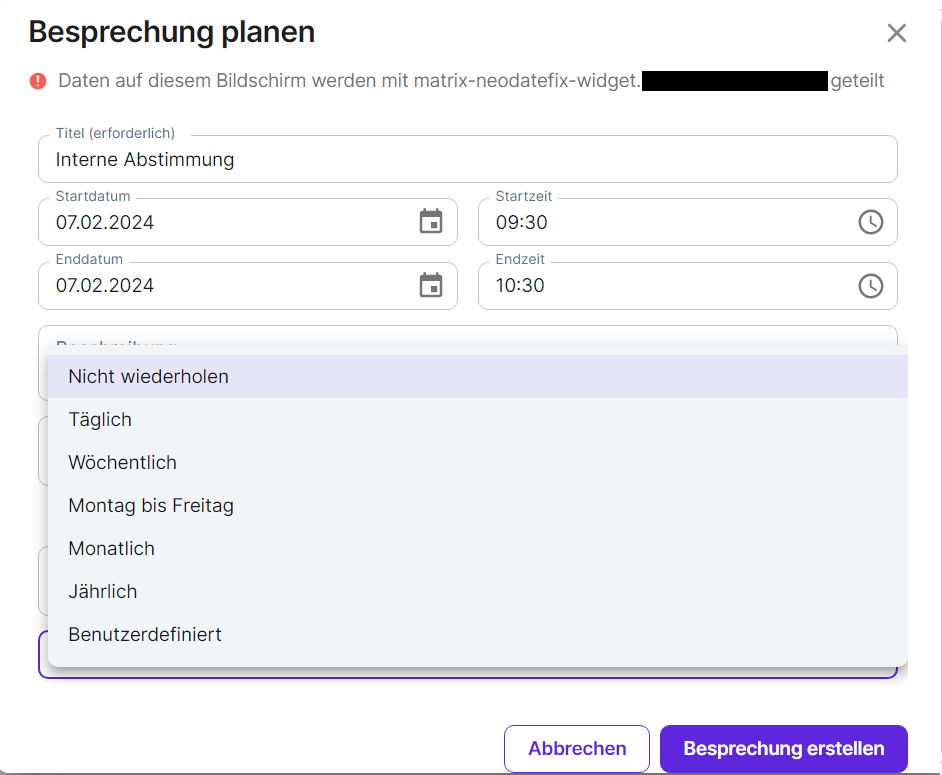 Besprechung planen
Daten auf diesem Bildschirm werden mit matrix-neodatefix-widget. geteilt
Titel (erforderlich)
Interne Abstimmung
Startdatum
07.02.2024
Startzeit
09:30
Enddatum
07.02.2024
Endzeit
10:30
Nicht wiederholen
Täglich
Wöchentlich
Montag bis Freitag
Monatlich
Jährlich
Benutzerdefiniert
Abbrechen
Besprechung erstellen